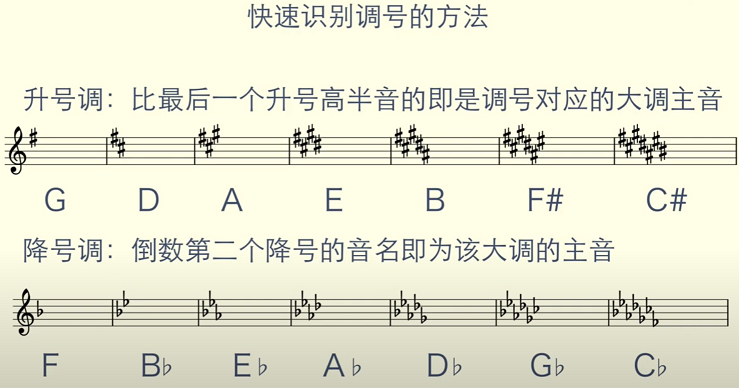 快速识别调号的方法
升号调：比最后一个升号高半音的即是调号对应的大调主音
G D A E B F# C#
降号调：倒数第二个降号的音名即为该大调的主音
F B♭ E♭ A♭ D♭ G♭ C♭